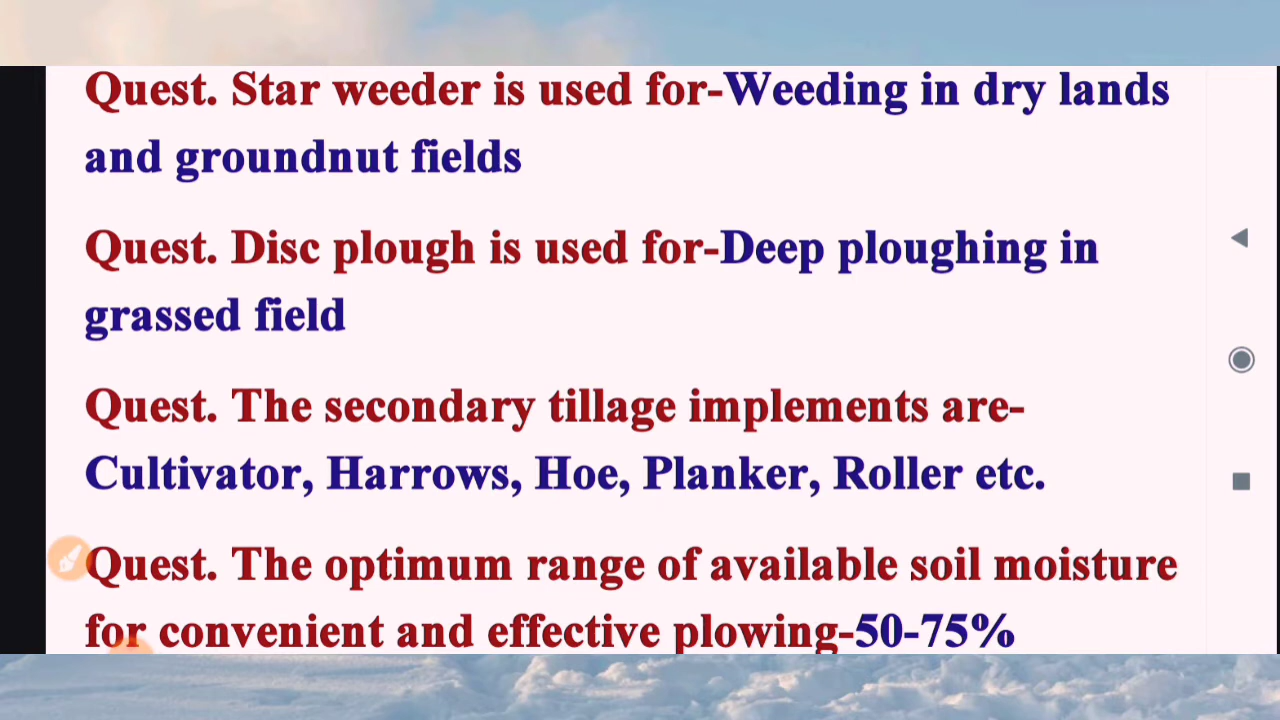 Quest. Star weeder is used for-Weeding in dry lands
and groundnut fields
Quest. Disc plough is used for-Deep ploughing in
grassed field
Quest. The secondary tillage implements are-
Cultivator, Harrows, Hoe, Planker, Roller etc.
Quest. The optimum range of available soil moisture
for convenient and effective plowing-50-75%